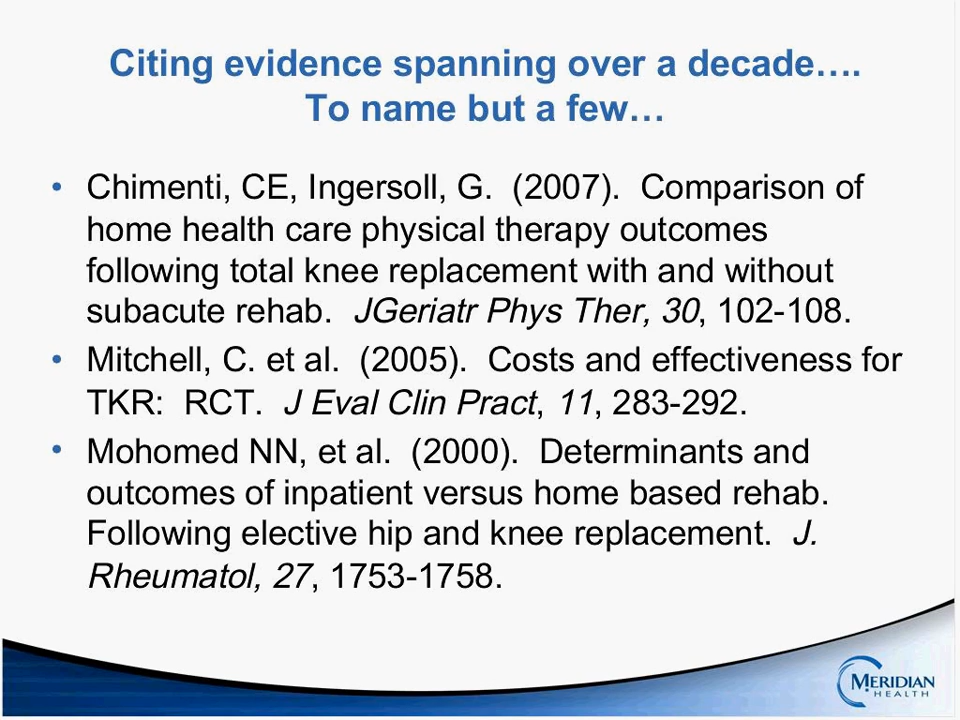 Citing evidence spanning over a decade….
To name but a few…
• Chimenti, CE, Ingersoll, G.  (2007).  Comparison of
home health care physical therapy outcomes
following total knee replacement with and without
subacute rehab.  JGeriatr Phys Ther, 30, 102-108.
• Mitchell, C. et al.  (2005).  Costs and effectiveness for
TKR:  RCT.  J Eval Clin Pract, 11, 283-292.
• Mohomed NN, et al.  (2000).  Determinants and
outcomes of inpatient versus home based rehab.
Following elective hip and knee replacement.  J.
Rheumatol, 27, 1753-1758.
MERIDIAN
HEALTH